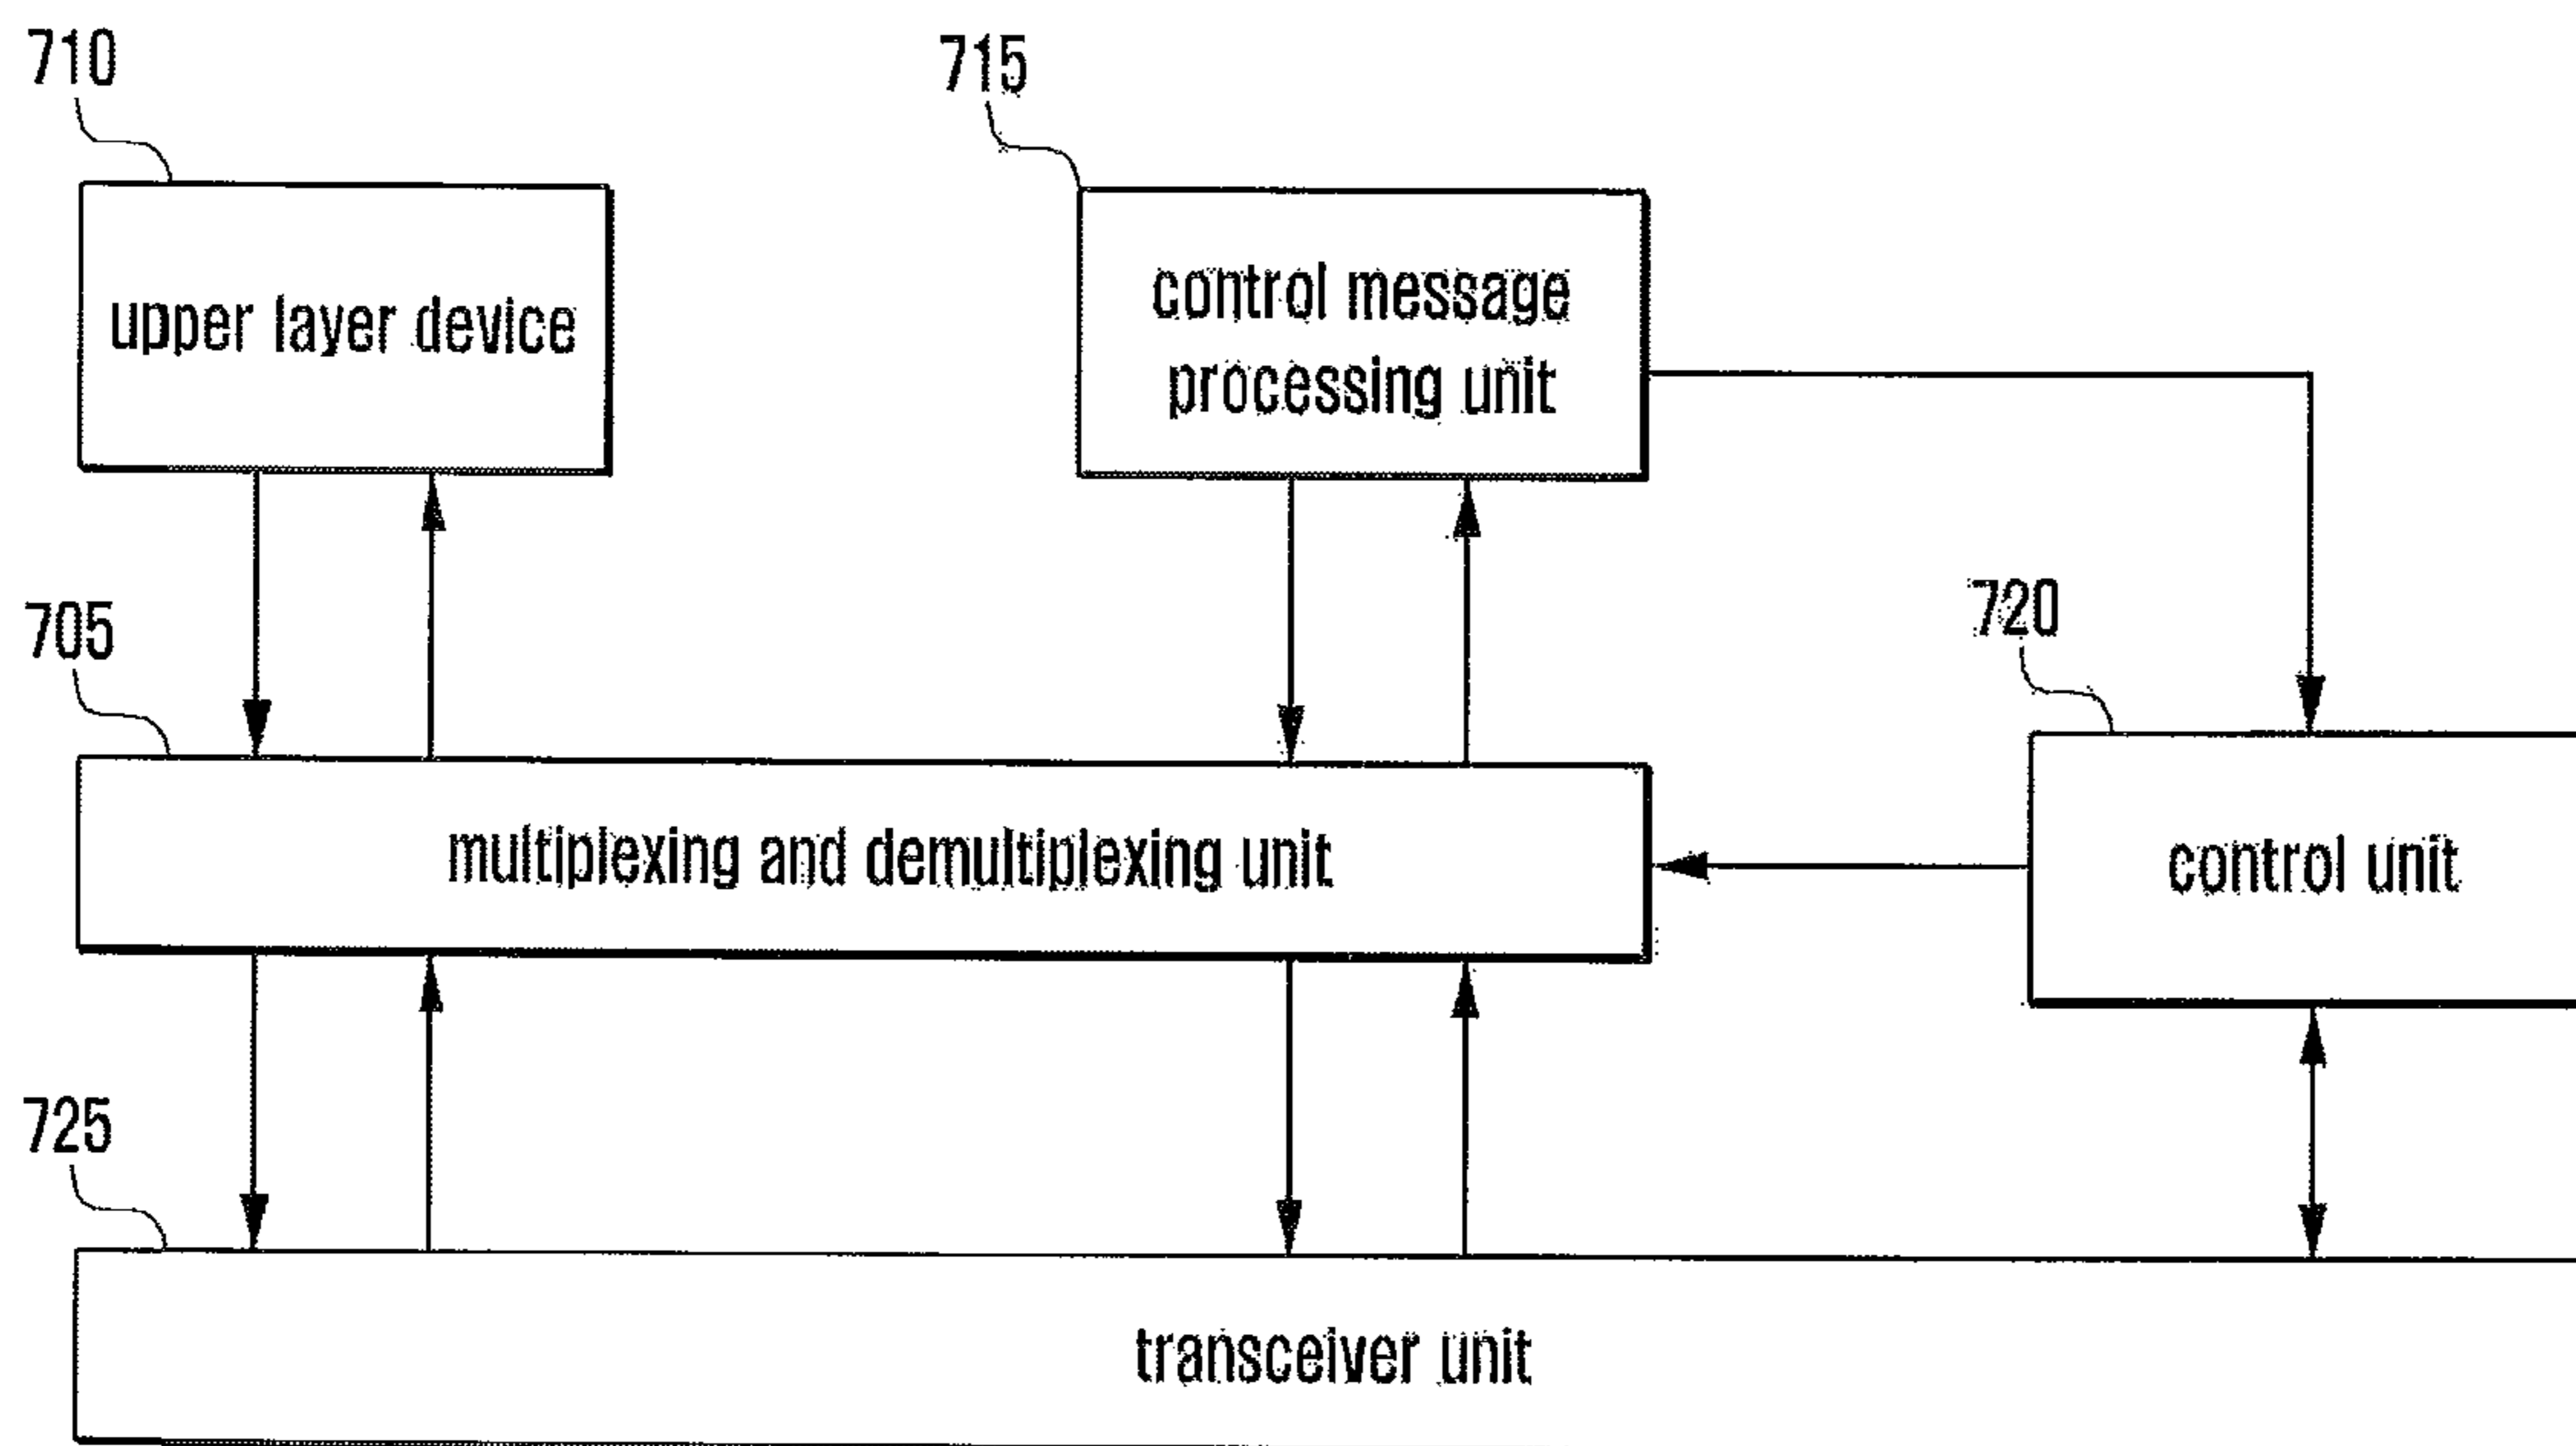 710
715
upper layer device
control message
processing unit
705
720
multiplexing and demultiplexing unit
control unit
725
transceiver unit